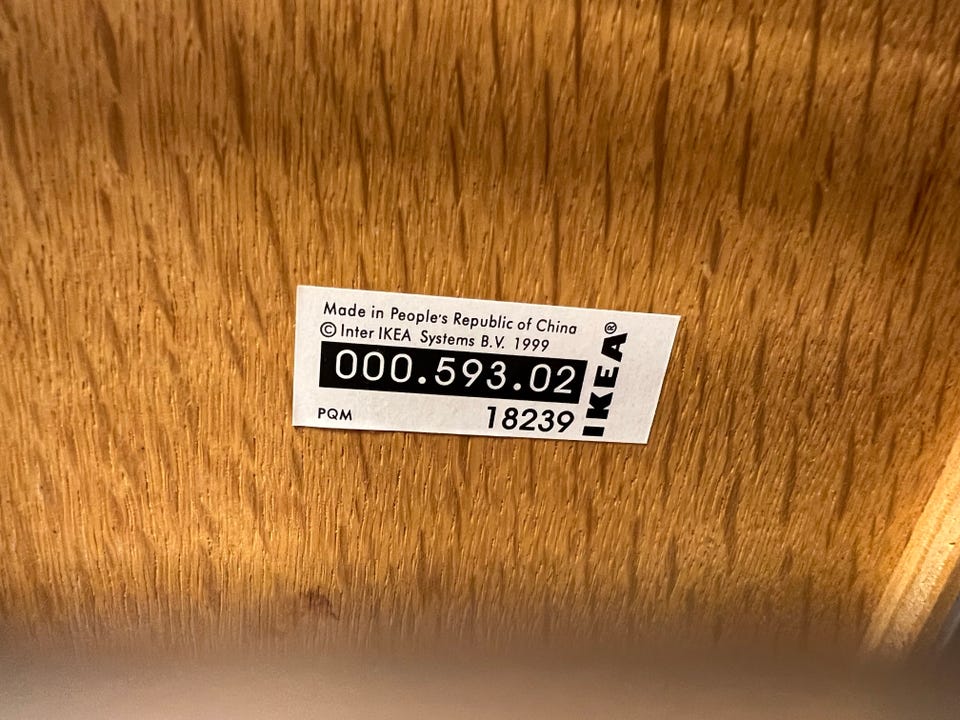 Made in People's Republic of China
© Inter IKEA Systems B.V. 1999
000.593.02
PQM 18239
IKEA®